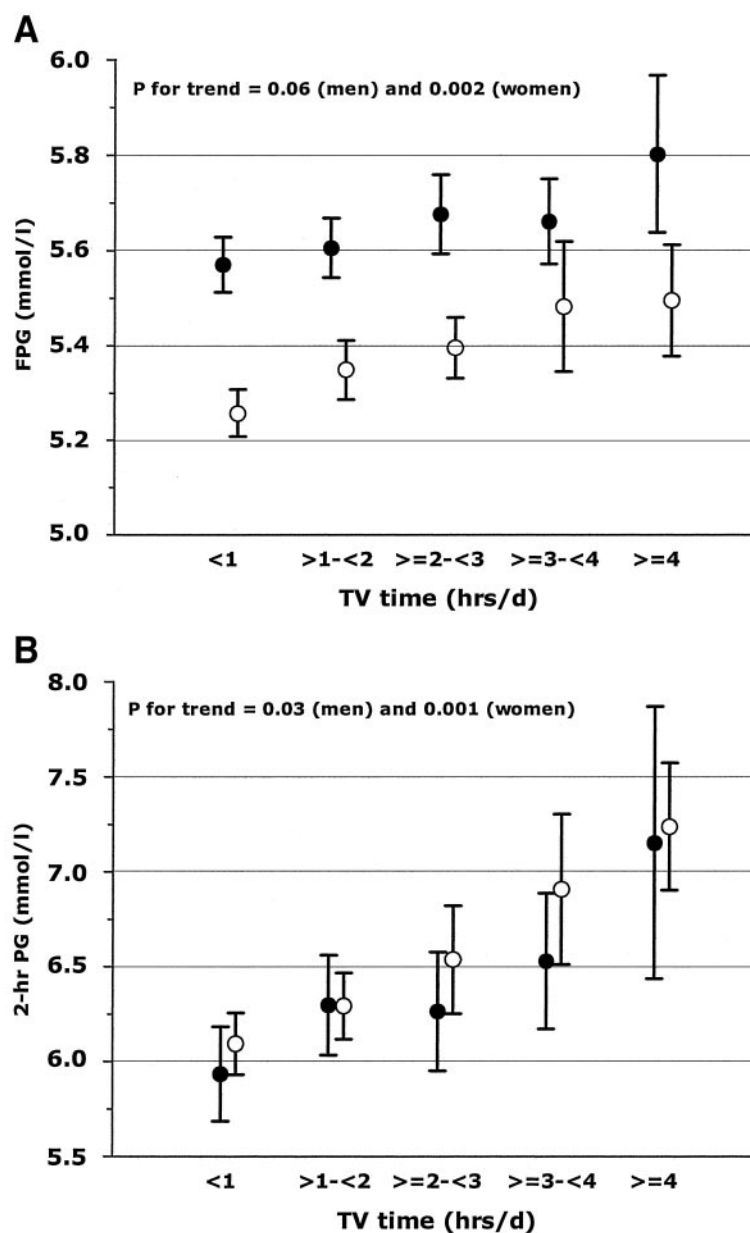 A
6.0
P for trend = 0.06 (men) and 0.002 (women)
5.8
5.6
FPG (mmol/l)
5.4
5.2
5.0
<1 >1-<2 >=2-<3 >=3-<4 >=4
TV time (hrs/d)
B
8.0
P for trend = 0.03 (men) and 0.001 (women)
7.5
7.0
2-hr PG (mmol/l)
6.5
6.0
5.5
<1 >1-<2 >=2-<3 >=3-<4 >=4
TV time (hrs/d)